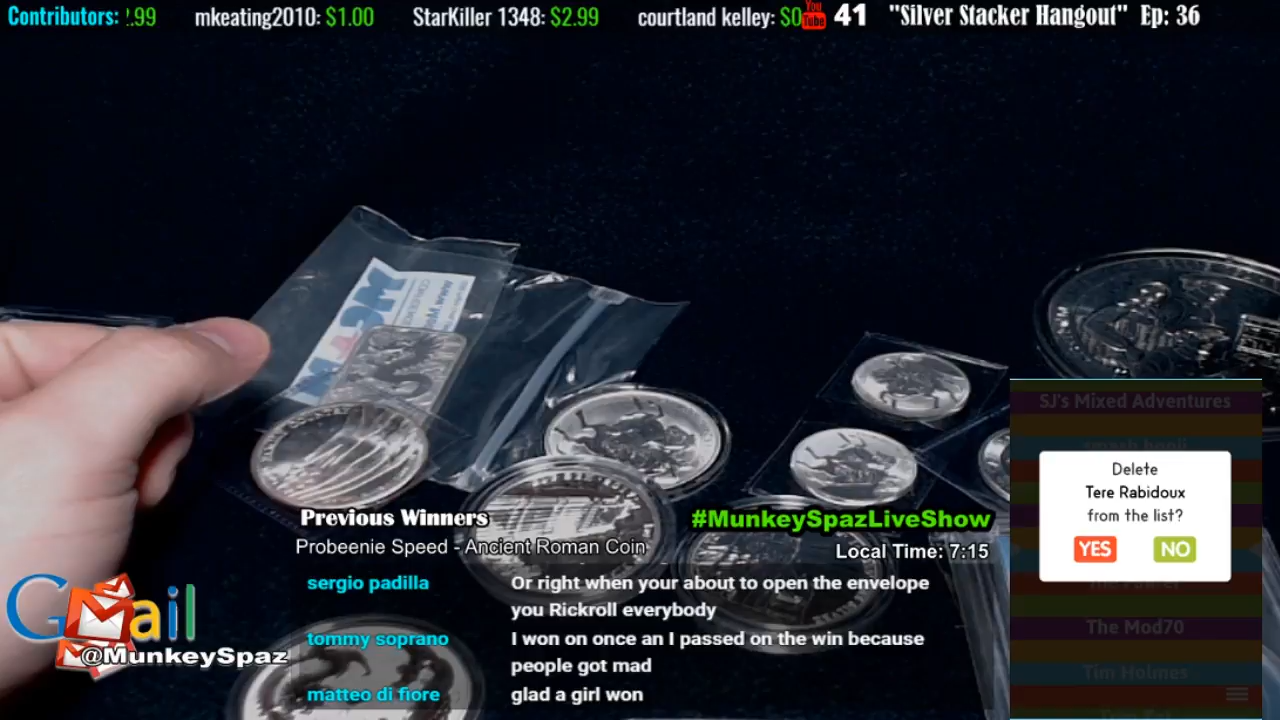 Contributors: !.99 mkeating2010: $1.00 StarKiller 1348: $2.99 courtland kelley: $0 You Tube 41 "Silver Stacker Hangout" Ep: 36
SJ's Mixed Adventures
Delete
Tere Rabidoux
from the list?
YES NO
The Mod70
Tim Holmes
Previous Winners
Probeenie Speed - Ancient Roman Coin
#MunkeySpazLiveShow
Local Time: 7:15
sergio padilla Or right when your about to open the envelope
you Rickroll everybody
tommy soprano I won on once an I passed on the win because
people got mad
matteo di fiore glad a girl won
Gmail
@MunkeySpaz